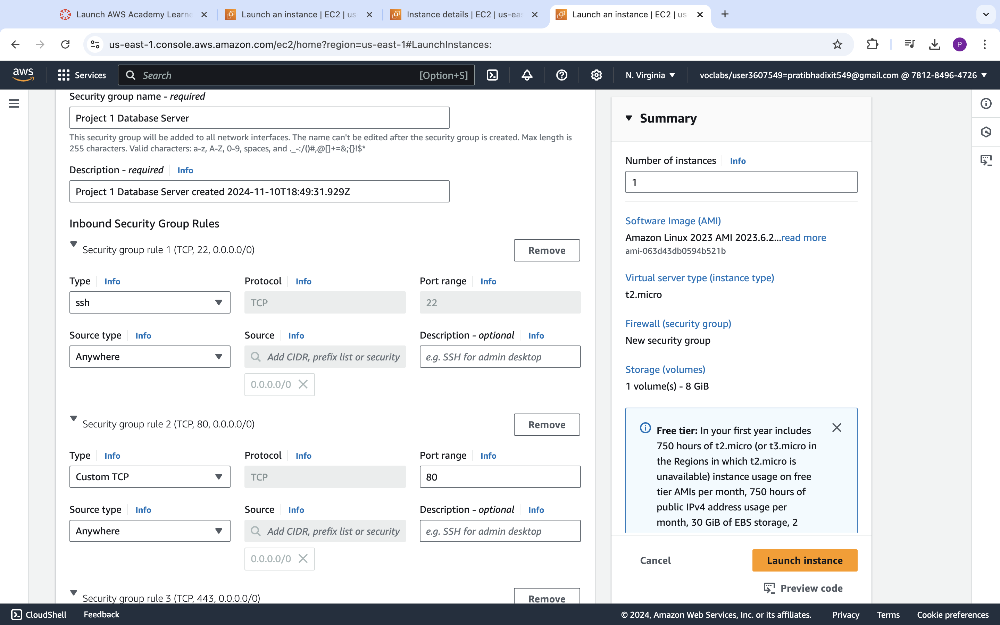 Launch AWS Academy Learne
Launch an instance | EC2 | us
Instance details | EC2 | us-eas
Launch an instance | EC2 | us
us-east-1.console.aws.amazon.com/ec2/home?region=us-east-1#LaunchInstances:
P
aws
Services
Search
[Option+S]
N. Virginia
voclabs/user3607549=pratibhadixit549@gmail.com @ 7812-8496-4726
Security group name - required
Project 1 Database Server
This security group will be added to all network interfaces. The name can't be edited after the security group is created. Max length is
255 characters. Valid characters: a-z, A-Z, 0-9, spaces, and ._-:/()#,@[]+=&;{}!$*
Description - required Info
Project 1 Database Server created 2024-11-10T18:49:31.929Z
Inbound Security Group Rules
Security group rule 1 (TCP, 22, 0.0.0.0/0)
Remove
Type Info
Protocol Info
Port range Info
ssh
TCP
22
Source type Info
Source Info
Description - optional Info
Anywhere
Add CIDR, prefix list or security
e.g. SSH for admin desktop
0.0.0.0/0
Security group rule 2 (TCP, 80, 0.0.0.0/0)
Remove
Type Info
Protocol Info
Port range Info
Custom TCP
TCP
80
Source type Info
Source Info
Description - optional Info
Anywhere
Add CIDR, prefix list or security
e.g. SSH for admin desktop
0.0.0.0/0
Security group rule 3 (TCP, 443, 0.0.0.0/0)
Remove
Summary
Number of instances Info
1
Software Image (AMI)
Amazon Linux 2023 AMI 2023.6.2...read more
ami-063d43db0594b521b
Virtual server type (instance type)
t2.micro
Firewall (security group)
New security group
Storage (volumes)
1 volume(s) - 8 GiB
Free tier: In your first year includes
750 hours of t2.micro (or t3.micro in
the Regions in which t2.micro is
unavailable) instance usage on free
tier AMIs per month, 750 hours of
public IPv4 address usage per
month, 30 GiB of EBS storage, 2
Cancel
Launch instance
Preview code
CloudShell
Feedback
© 2024, Amazon Web Services, Inc. or its affiliates.
Privacy
Terms
Cookie preferences